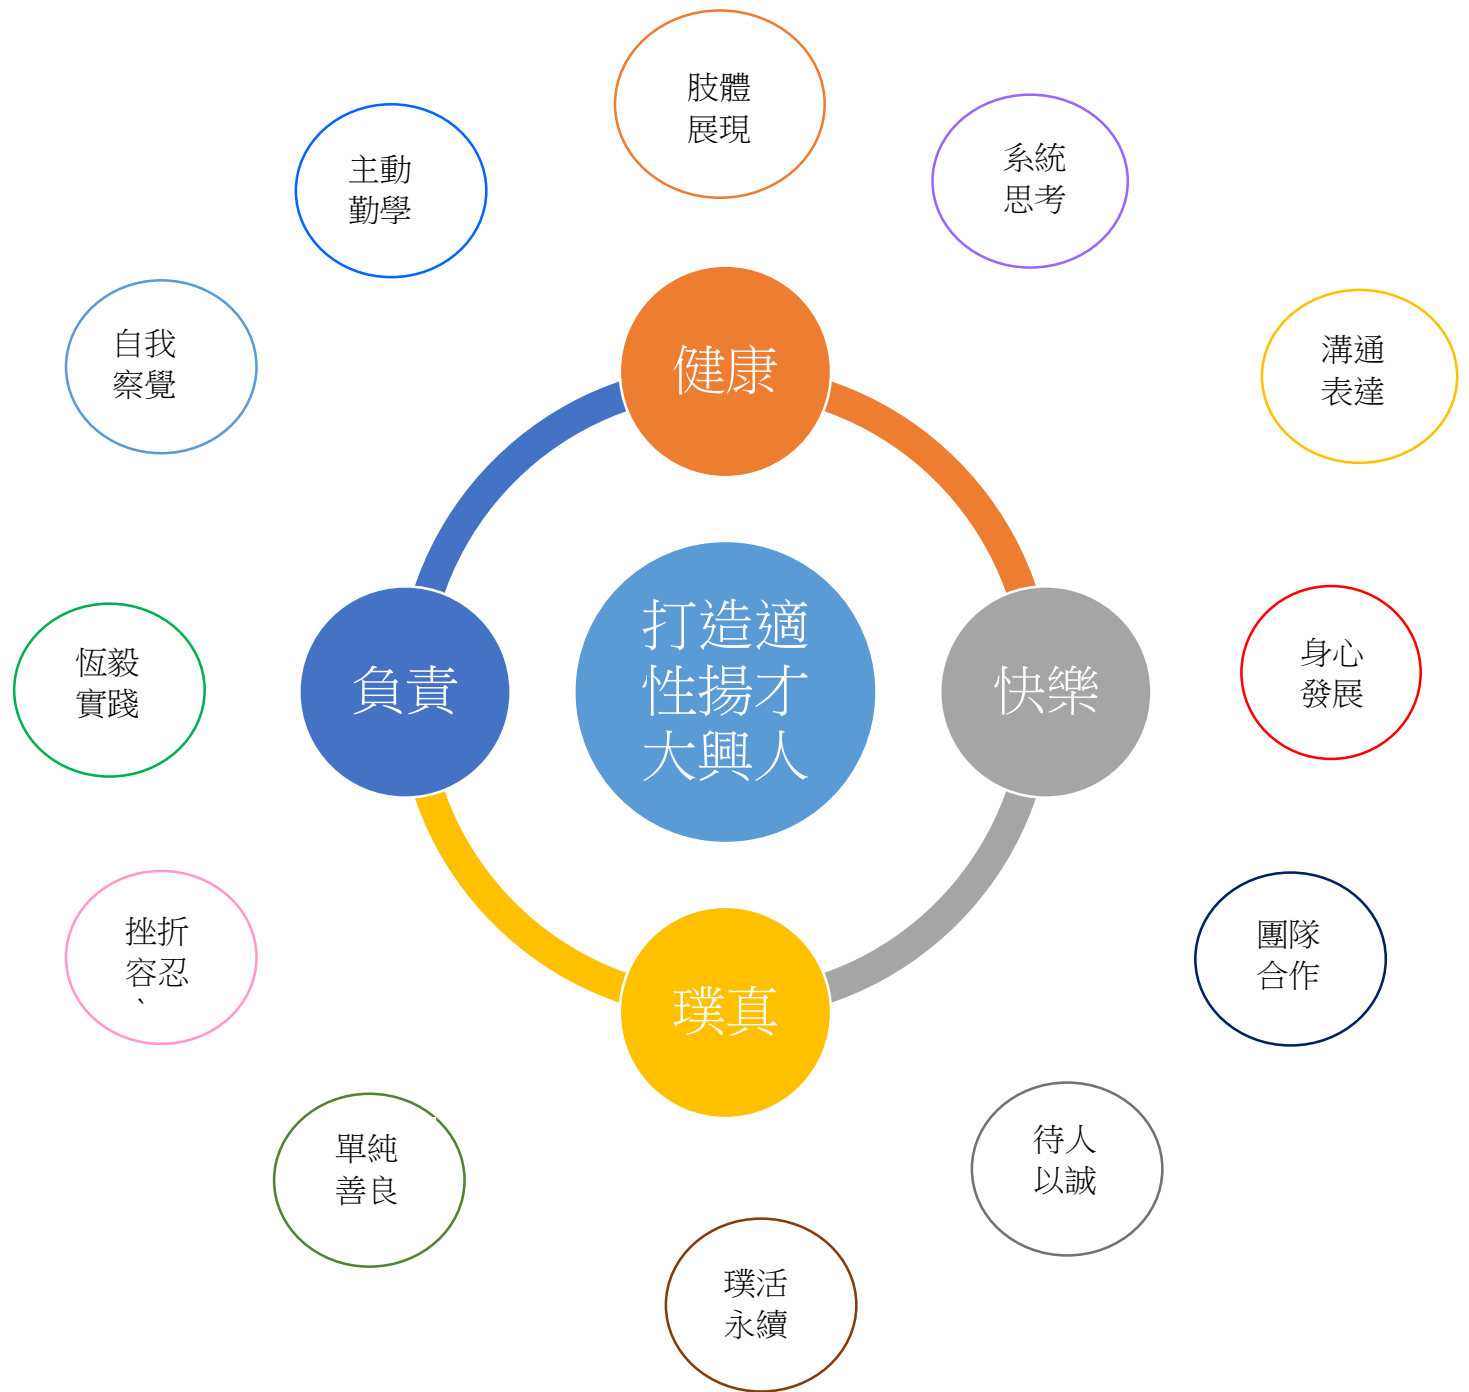 肢體
展現
主動
勤學
系統
思考
自我
察覺
溝通
表達
健康
恆毅
實踐
負責
打造適
性揚才
大興人
快樂
身心
發展
挫折
容忍
、
團隊
合作
璞真
單純
善良
待人
以誠
璞活
永續